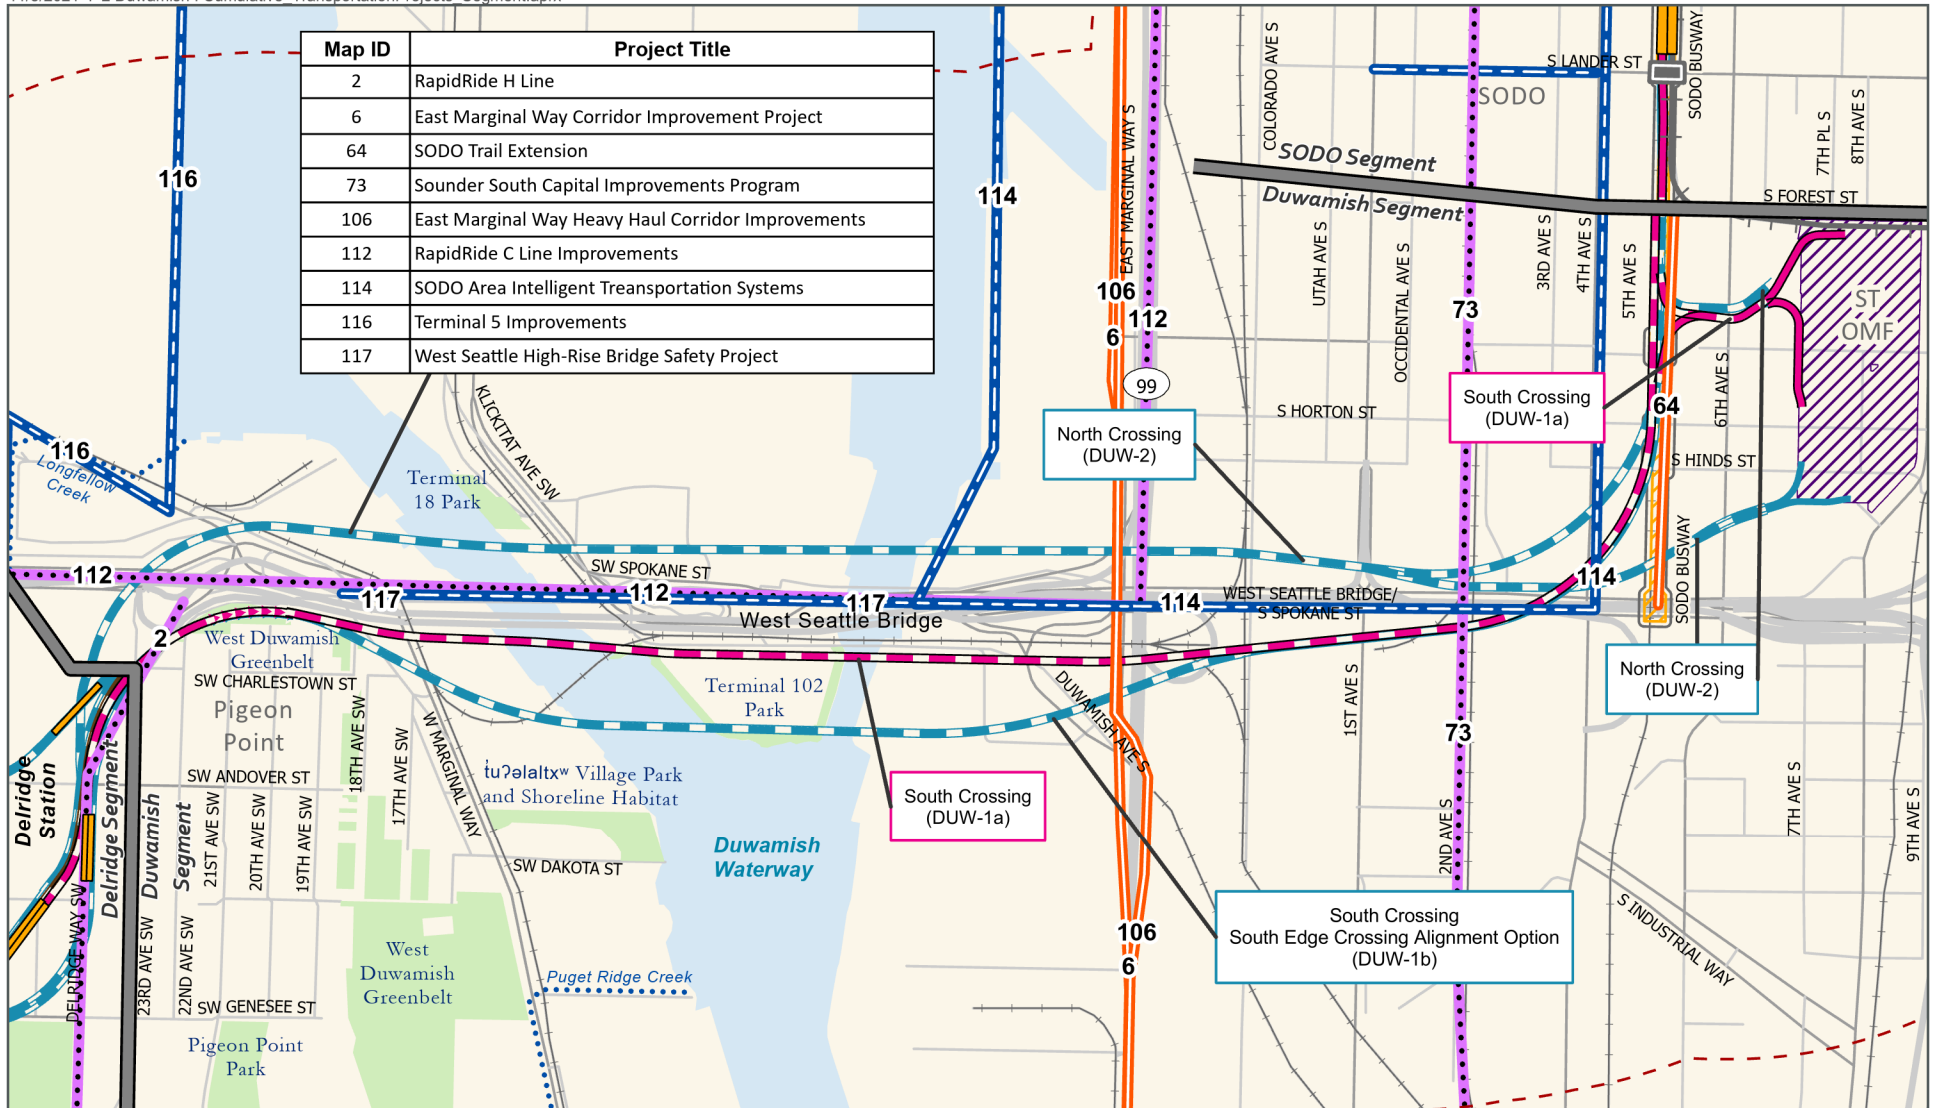 Map ID Project Title
2 RapidRide H Line
6 East Marginal Way Corridor Improvement Project
64 SODO Trail Extension
73 Sounder South Capital Improvements Program
106 East Marginal Way Heavy Haul Corridor Improvements
112 RapidRide C Line Improvements
114 SODO Area Intelligent Treansportation Systems
116 Terminal 5 Improvements
117 West Seattle High-Rise Bridge Safety Project
116
114
COLORADO AVE S
S LANDER ST
SODO
SODO BUSWAY
7TH PL S
8TH AVE S
EAST MARGINAL WAY S
SODO Segment
Duwamish Segment
S FOREST ST
UTAH AVE S
OCCIDENTAL AVE S
3RD AVE S
4TH AVE S
5TH AVE S
106
112
6
73
99
ST
OMF
6TH AVE S
64
South Crossing
(DUW-1a)
S HORTON ST
North Crossing
(DUW-2)
S HINDS ST
KLICKITAT AVE SW
116
Longfellow
Creek
Terminal
18 Park
SODO BUSWAY
112
SW SPOKANE ST
117
112
117
114
WEST SEATTLE BRIDGE/
S SPOKANE ST
114
West Seattle Bridge
2
West Duwamish
Greenbelt
SW CHARLESTOWN ST
Pigeon
Point
Terminal 102
Park
DUWAMISH AVE S
1ST AVE S
North Crossing
(DUW-2)
18TH AVE SW
17TH AVE SW
W MARGINAL WAY
73
SW ANDOVER ST
t̓uʔəlaltxʷ Village Park
and Shoreline Habitat
South Crossing
(DUW-1a)
Delridge
Station
Delridge Segment
Duwamish
Segment
21ST AVE SW
20TH AVE SW
19TH AVE SW
2ND AVE S
7TH AVE S
9TH AVE S
Duwamish
Waterway
SW DAKOTA ST
DELRIDGE WAY SW
23RD AVE SW
22ND AVE SW
West
Duwamish
Greenbelt
106
6
South Crossing
South Edge Crossing Alignment Option
(DUW-1b)
S INDUSTRIAL WAY
Puget Ridge Creek
SW GENESEE ST
Pigeon Point
Park